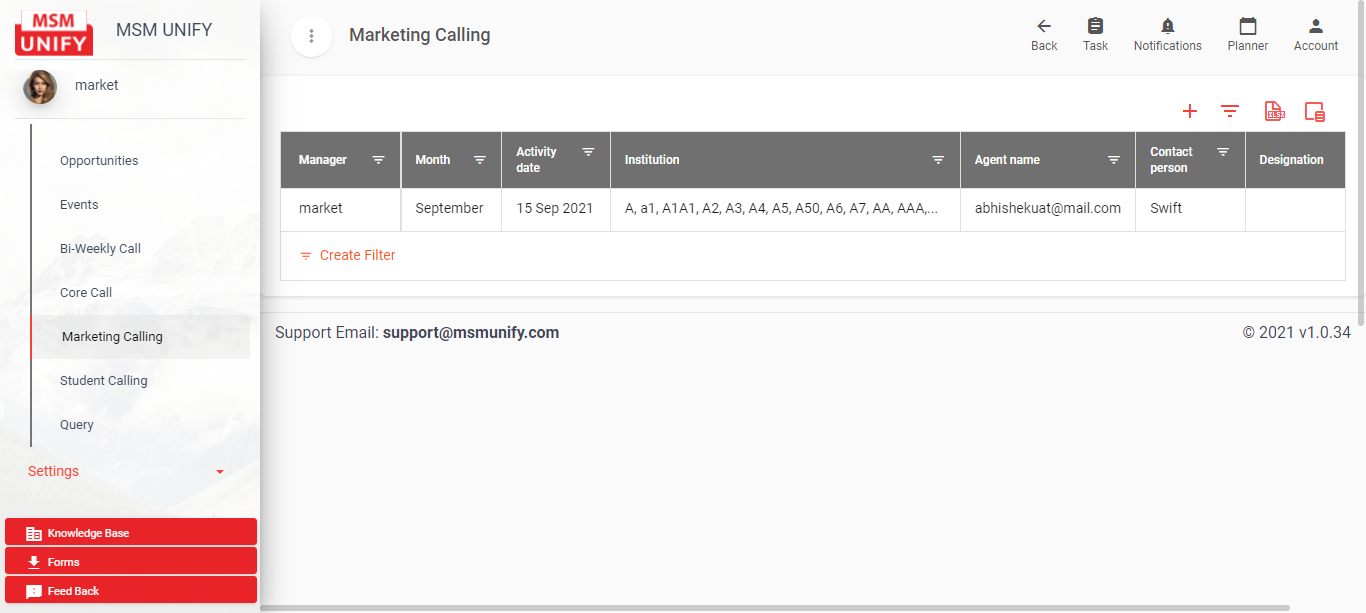 MSM
UNIFY
MSM UNIFY
market
Opportunities
Events
Bi-Weekly Call
Core Call
Marketing Calling
Student Calling
Query
Settings
Knowledge Base
Forms
Feed Back
Marketing Calling
Back
Task
Notifications
Planner
Account
XLSX
Manager
Month
Activity
date
Institution
Agent name
Contact
person
Designation
market
September
15 Sep 2021
A, a1, A1A1, A2, A3, A4, A5, A50, A6, A7, AA, AAA,...
abhishekuat@mail.com
Swift
Create Filter
Support Email: support@msmunify.com
© 2021 v1.0.34